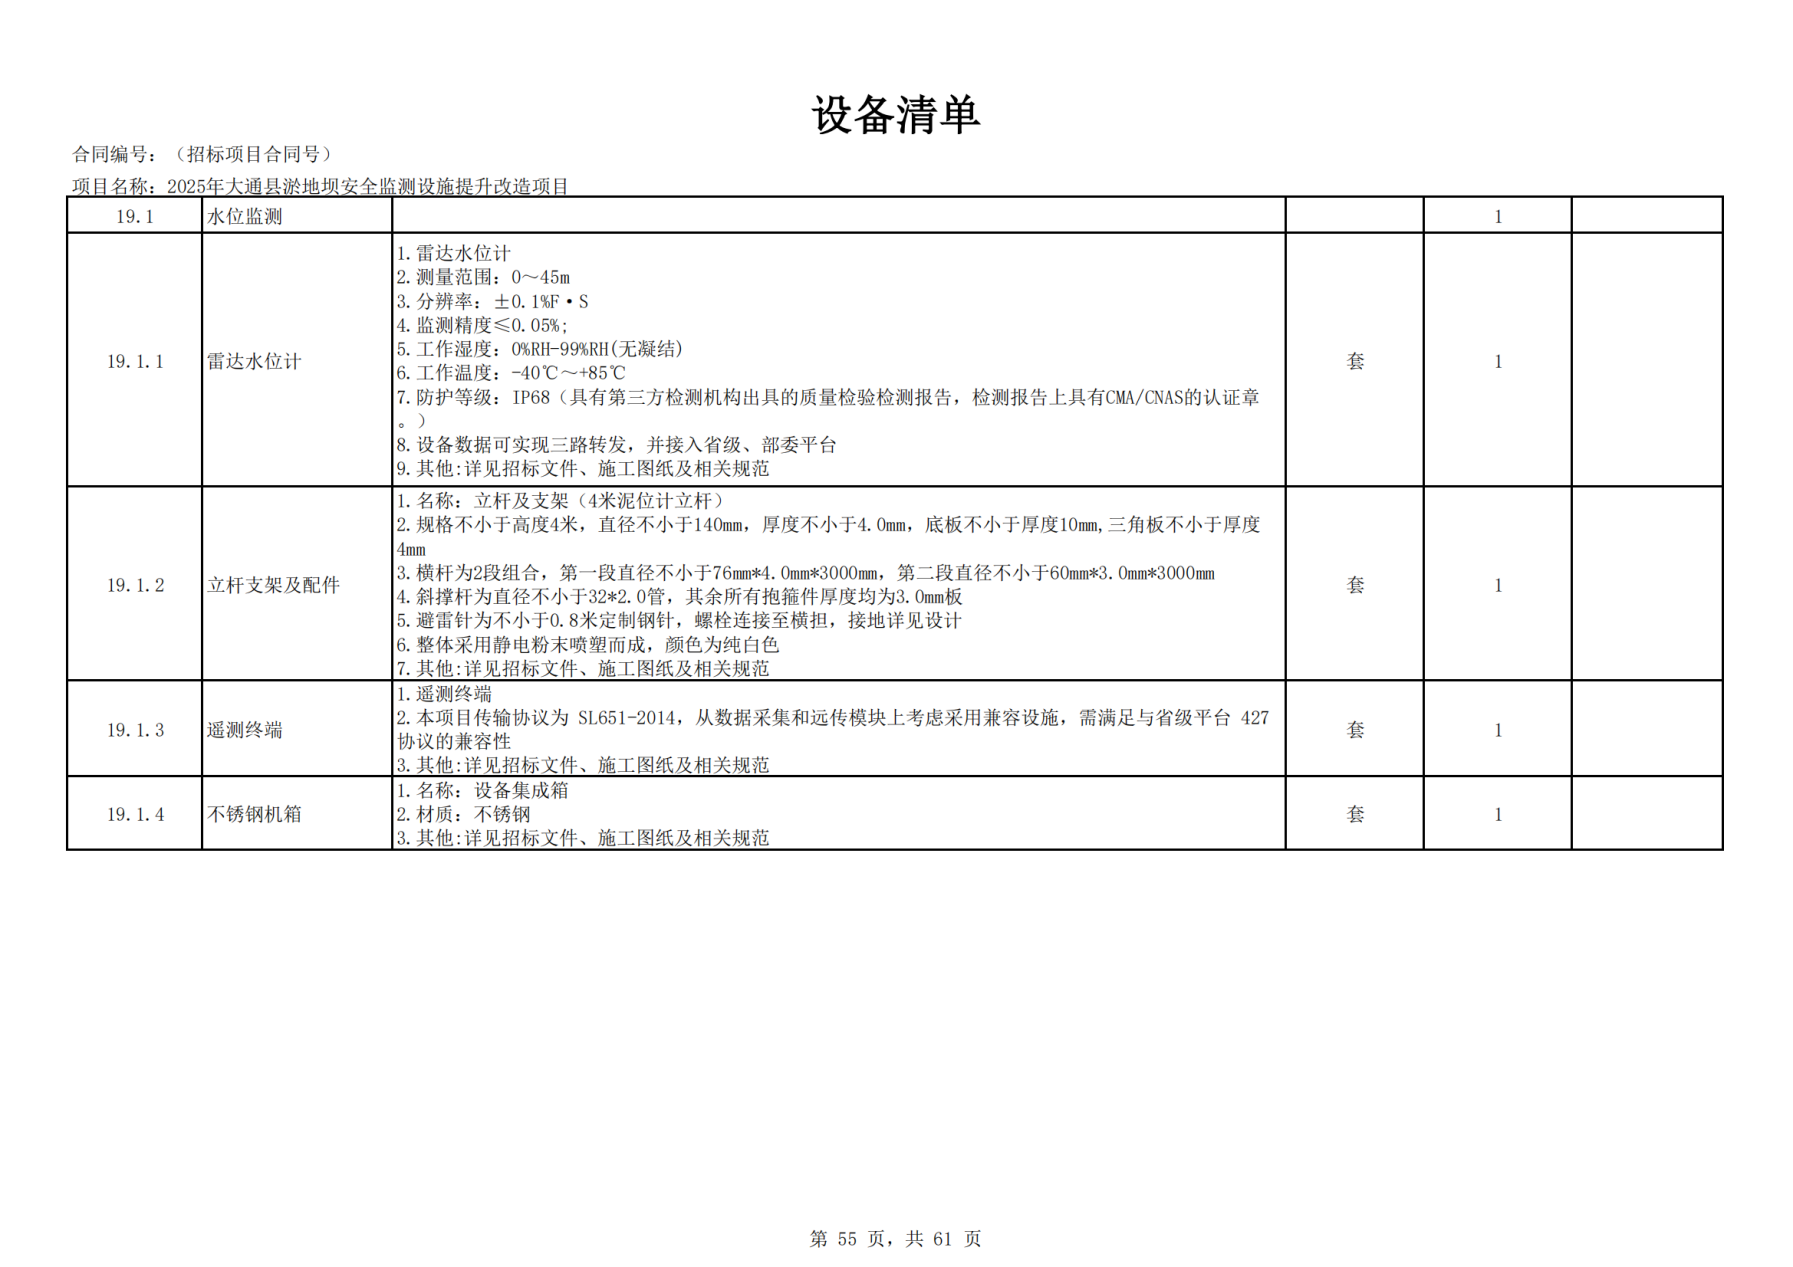 设备清单
合同编号：（招标项目合同号）
项目名称：2025年大通县淤地坝安全监测设施提升改造项目
19.1 水位监测 1
19.1.1 雷达水位计 套 1
1.雷达水位计
2.测量范围：0～45m
3.分辨率：±0.1%F·S
4.监测精度≤0.05%;
5.工作湿度：0%RH-99%RH(无凝结)
6.工作温度：-40℃～+85℃
7.防护等级：IP68（具有第三方检测机构出具的质量检验检测报告，检测报告上具有CMA/CNAS的认证章
。）
8.设备数据可实现三路转发，并接入省级、部委平台
9.其他:详见招标文件、施工图纸及相关规范
19.1.2 立杆支架及配件 套 1
1.名称：立杆及支架（4米泥位计立杆）
2.规格不小于高度4米，直径不小于140mm，厚度不小于4.0mm，底板不小于厚度10mm,三角板不小于厚度
4mm
3.横杆为2段组合，第一段直径不小于76mm*4.0mm*3000mm，第二段直径不小于60mm*3.0mm*3000mm
4.斜撑杆为直径不小于32*2.0管，其余所有抱箍件厚度均为3.0mm板
5.避雷针为不小于0.8米定制钢针，螺栓连接至横担，接地详见设计
6.整体采用静电粉末喷塑而成，颜色为纯白色
7.其他:详见招标文件、施工图纸及相关规范
19.1.3 遥测终端 套 1
1.遥测终端
2.本项目传输协议为 SL651-2014，从数据采集和远传模块上考虑采用兼容设施，需满足与省级平台 427
协议的兼容性
3.其他:详见招标文件、施工图纸及相关规范
19.1.4 不锈钢机箱 套 1
1.名称：设备集成箱
2.材质：不锈钢
3.其他:详见招标文件、施工图纸及相关规范
第 55 页，共 61 页